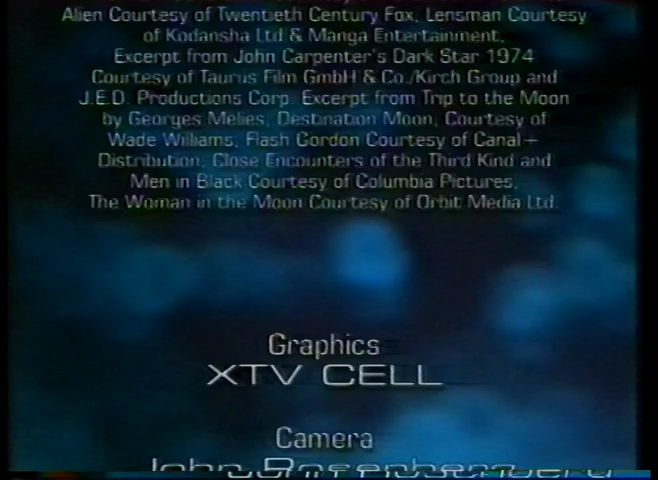 Alien Courtesy of Twentieth Century Fox, Lensman Courtesy
of Kodansha Ltd & Manga Entertainment,
Excerpt from John Carpenter's Dark Star 1974
Courtesy of Taurus Film GmbH & Co./Kirch Group and
J.E.D. Productions Corp. Excerpt from Trip to the Moon
by Georges Melies, Destination Moon, Courtesy of
Wade Williams, Flash Gordon Courtesy of Canal+
Distribution, Close Encounters of the Third Kind and
Men in Black Courtesy of Columbia Pictures,
The Woman in the Moon Courtesy of Orbit Media Ltd.
Graphics
XTV CELL
Camera
John